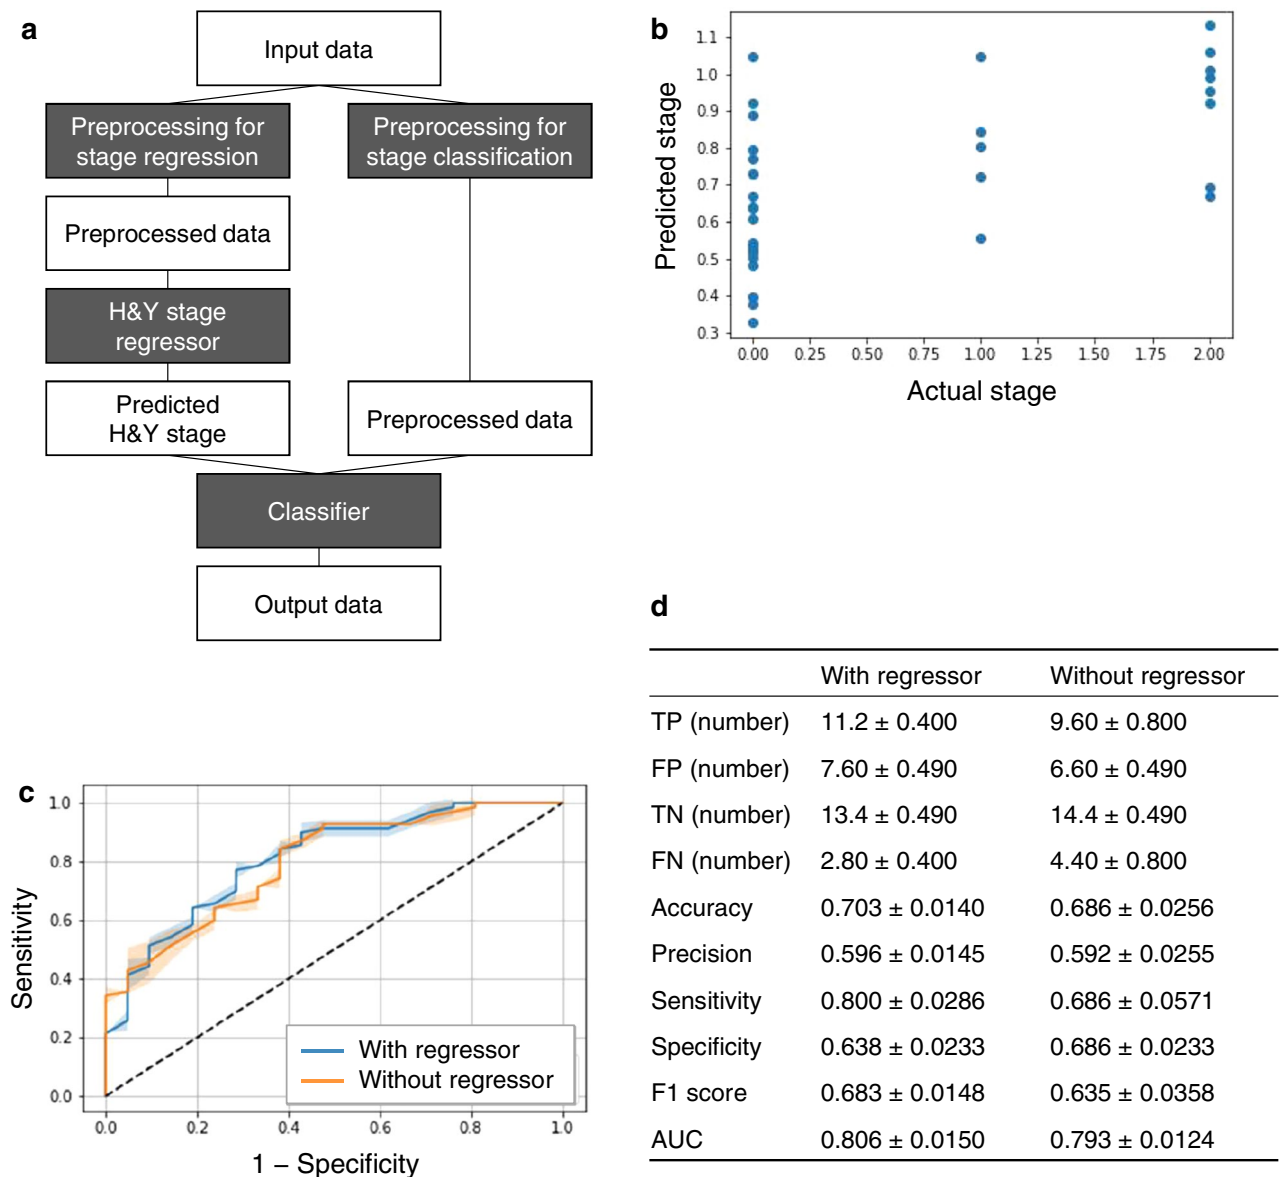 a
Input data
Preprocessing for
stage regression
Preprocessing for
stage classification
Preprocessed data
H&Y stage
regressor
Predicted
H&Y stage
Preprocessed data
Classifier
Output data
b
Predicted stage
1.1
1.0
0.9
0.8
0.7
0.6
0.5
0.4
0.3
0.00 0.25 0.50 0.75 1.00 1.25 1.50 1.75 2.00
Actual stage
c
Sensitivity
1.0
0.8
0.6
0.4
0.2
0.0
With regressor
Without regressor
0.0 0.2 0.4 0.6 0.8 1.0
1 – Specificity
d
With regressor Without regressor
TP (number) 11.2 ± 0.400 9.60 ± 0.800
FP (number) 7.60 ± 0.490 6.60 ± 0.490
TN (number) 13.4 ± 0.490 14.4 ± 0.490
FN (number) 2.80 ± 0.400 4.40 ± 0.800
Accuracy 0.703 ± 0.0140 0.686 ± 0.0256
Precision 0.596 ± 0.0145 0.592 ± 0.0255
Sensitivity 0.800 ± 0.0286 0.686 ± 0.0571
Specificity 0.638 ± 0.0233 0.686 ± 0.0233
F1 score 0.683 ± 0.0148 0.635 ± 0.0358
AUC 0.806 ± 0.0150 0.793 ± 0.0124